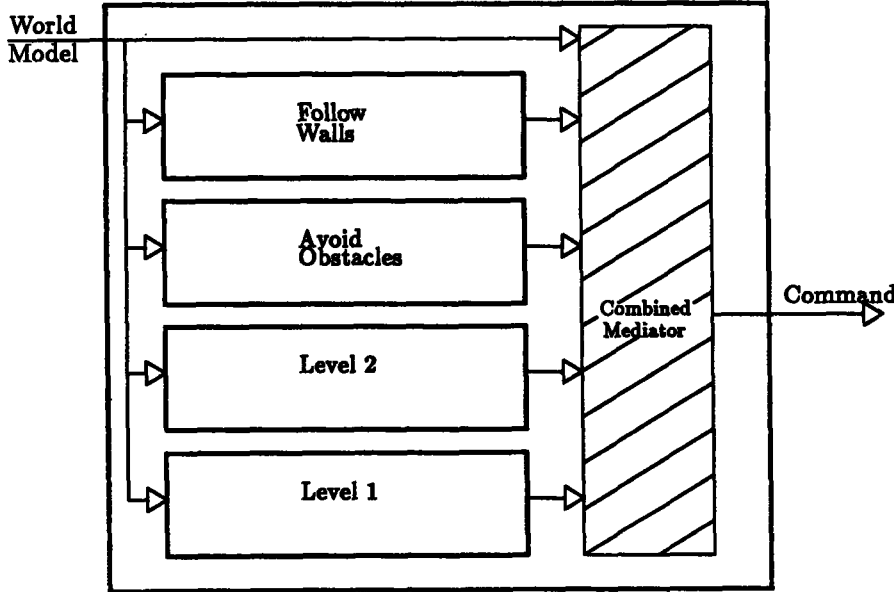 World
Model
Follow
Walls
Avoid
Obstacles
Level 2
Level 1
Combined
Mediator
Command